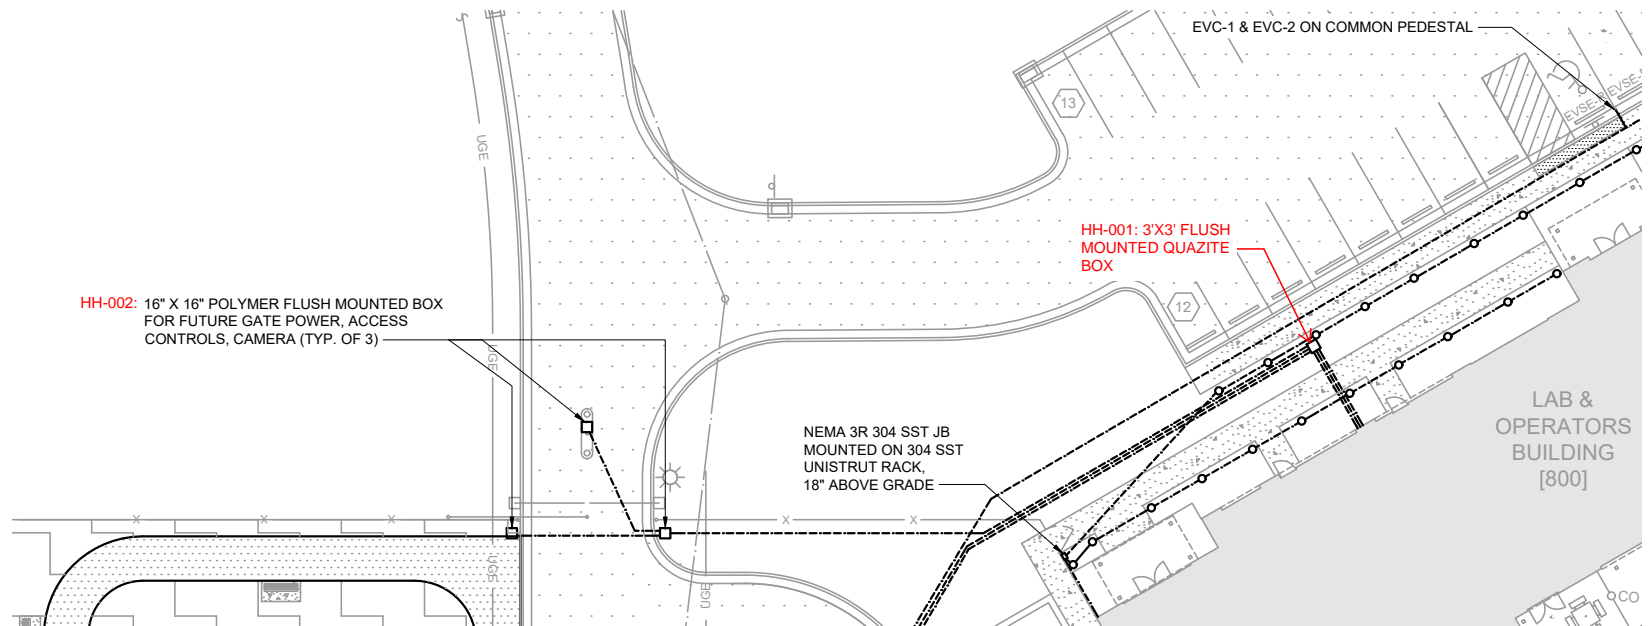 EVC-1 & EVC-2 ON COMMON PEDESTAL
13
UGE
HH-001: 3'X3' FLUSH
MOUNTED QUAZITE
BOX
HH-002: 16" X 16" POLYMER FLUSH MOUNTED BOX
FOR FUTURE GATE POWER, ACCESS
CONTROLS, CAMERA (TYP. OF 3)
12
UGE
NEMA 3R 304 SST JB
MOUNTED ON 304 SST
UNISTRUT RACK,
18" ABOVE GRADE
LAB &
OPERATORS
BUILDING
[800]
X
X
X
X
X
UGE
UGE
CO